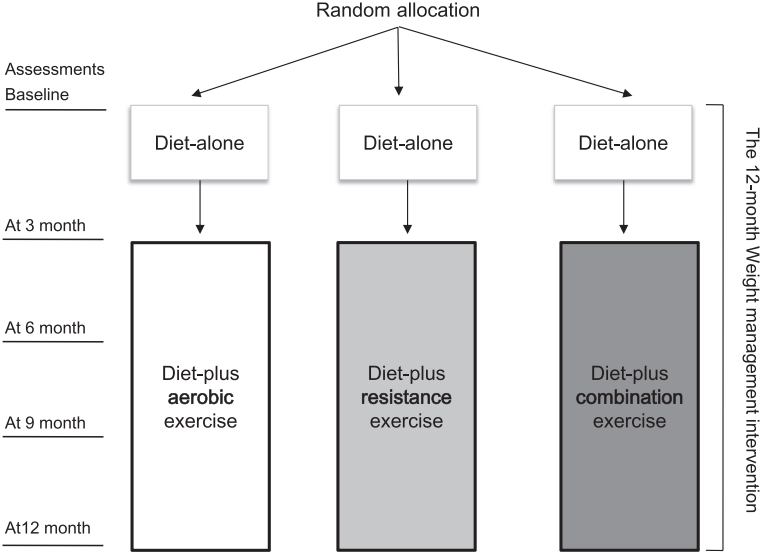 Random allocation
Assessments
Baseline
Diet-alone
Diet-alone
Diet-alone
At 3 month
At 6 month
At 9 month
At12 month
Diet-plus
aerobic
exercise
Diet-plus
resistance
exercise
Diet-plus
combination
exercise
The 12-month Weight management intervention